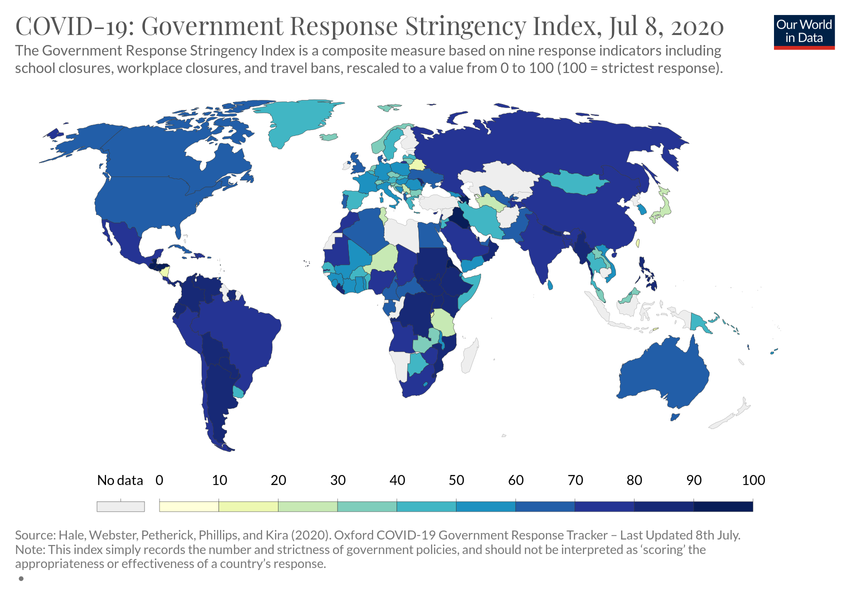 COVID-19: Government Response Stringency Index, Jul 8, 2020
Our World
in Data
The Government Response Stringency Index is a composite measure based on nine response indicators including
school closures, workplace closures, and travel bans, rescaled to a value from 0 to 100 (100 = strictest response).
No data 0 10 20 30 40 50 60 70 80 90 100
Source: Hale, Webster, Petherick, Phillips, and Kira (2020). Oxford COVID-19 Government Response Tracker – Last Updated 8th July.
Note: This index simply records the number and strictness of government policies, and should not be interpreted as ‘scoring’ the
appropriateness or effectiveness of a country’s response.